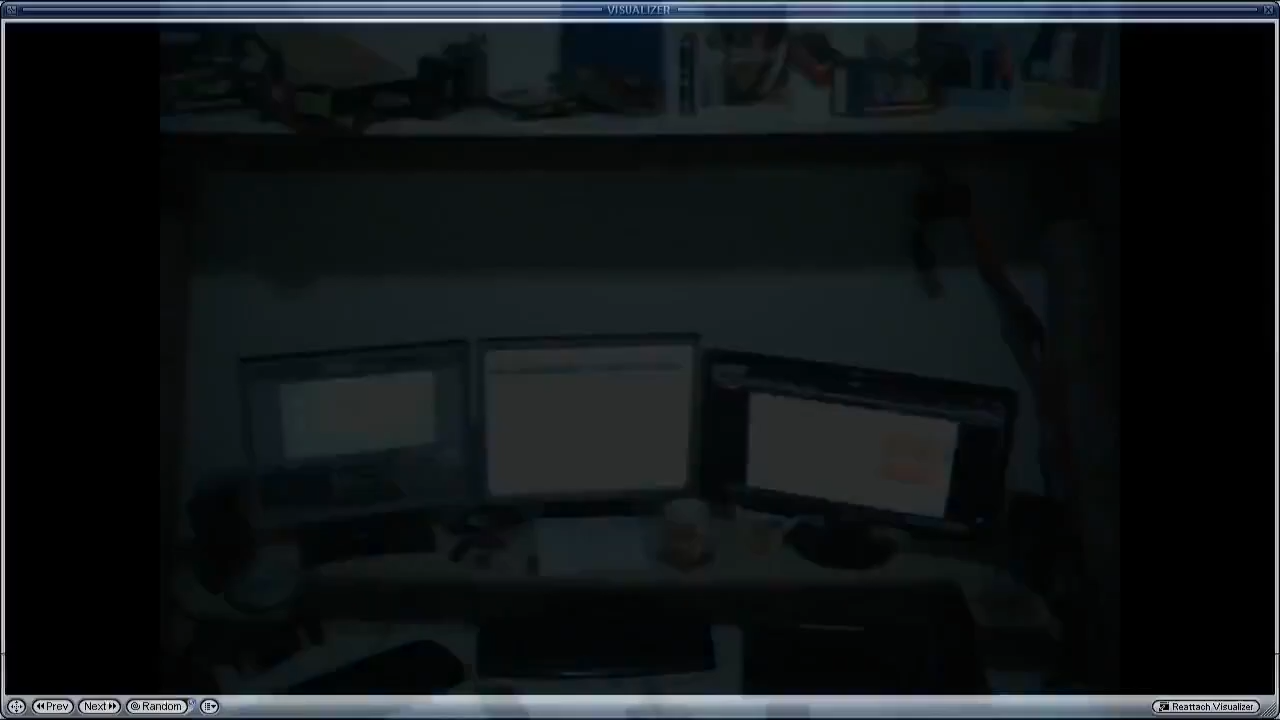 VISUALIZER
Prev
Next
Random
Reattach Visualizer